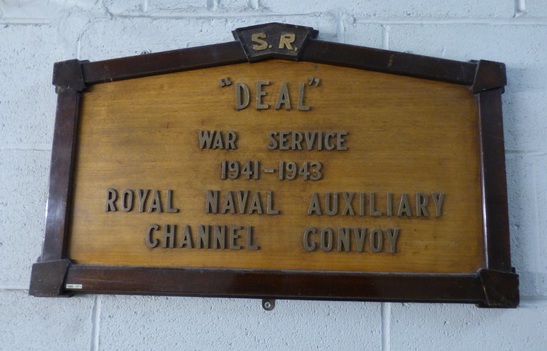 S.R
"DEAL"
WAR SERVICE
1941-1943
ROYAL NAVAL AUXILIARY
CHANNEL CONVOY